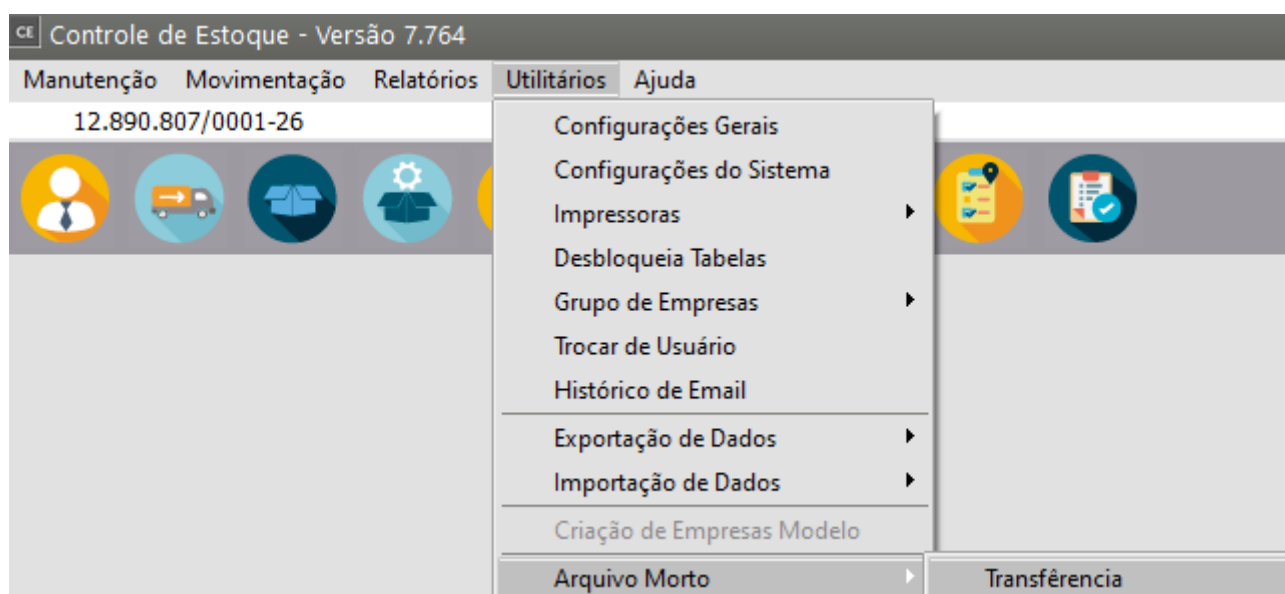 CE Controle de Estoque - Versão 7.764
Manutenção Movimentação Relatórios Utilitários Ajuda
12.890.807/0001-26
Configurações Gerais
Configurações do Sistema
Impressoras
Desbloqueia Tabelas
Grupo de Empresas
Trocar de Usuário
Histórico de Email
Exportação de Dados
Importação de Dados
Criação de Empresas Modelo
Arquivo Morto Transfêrencia